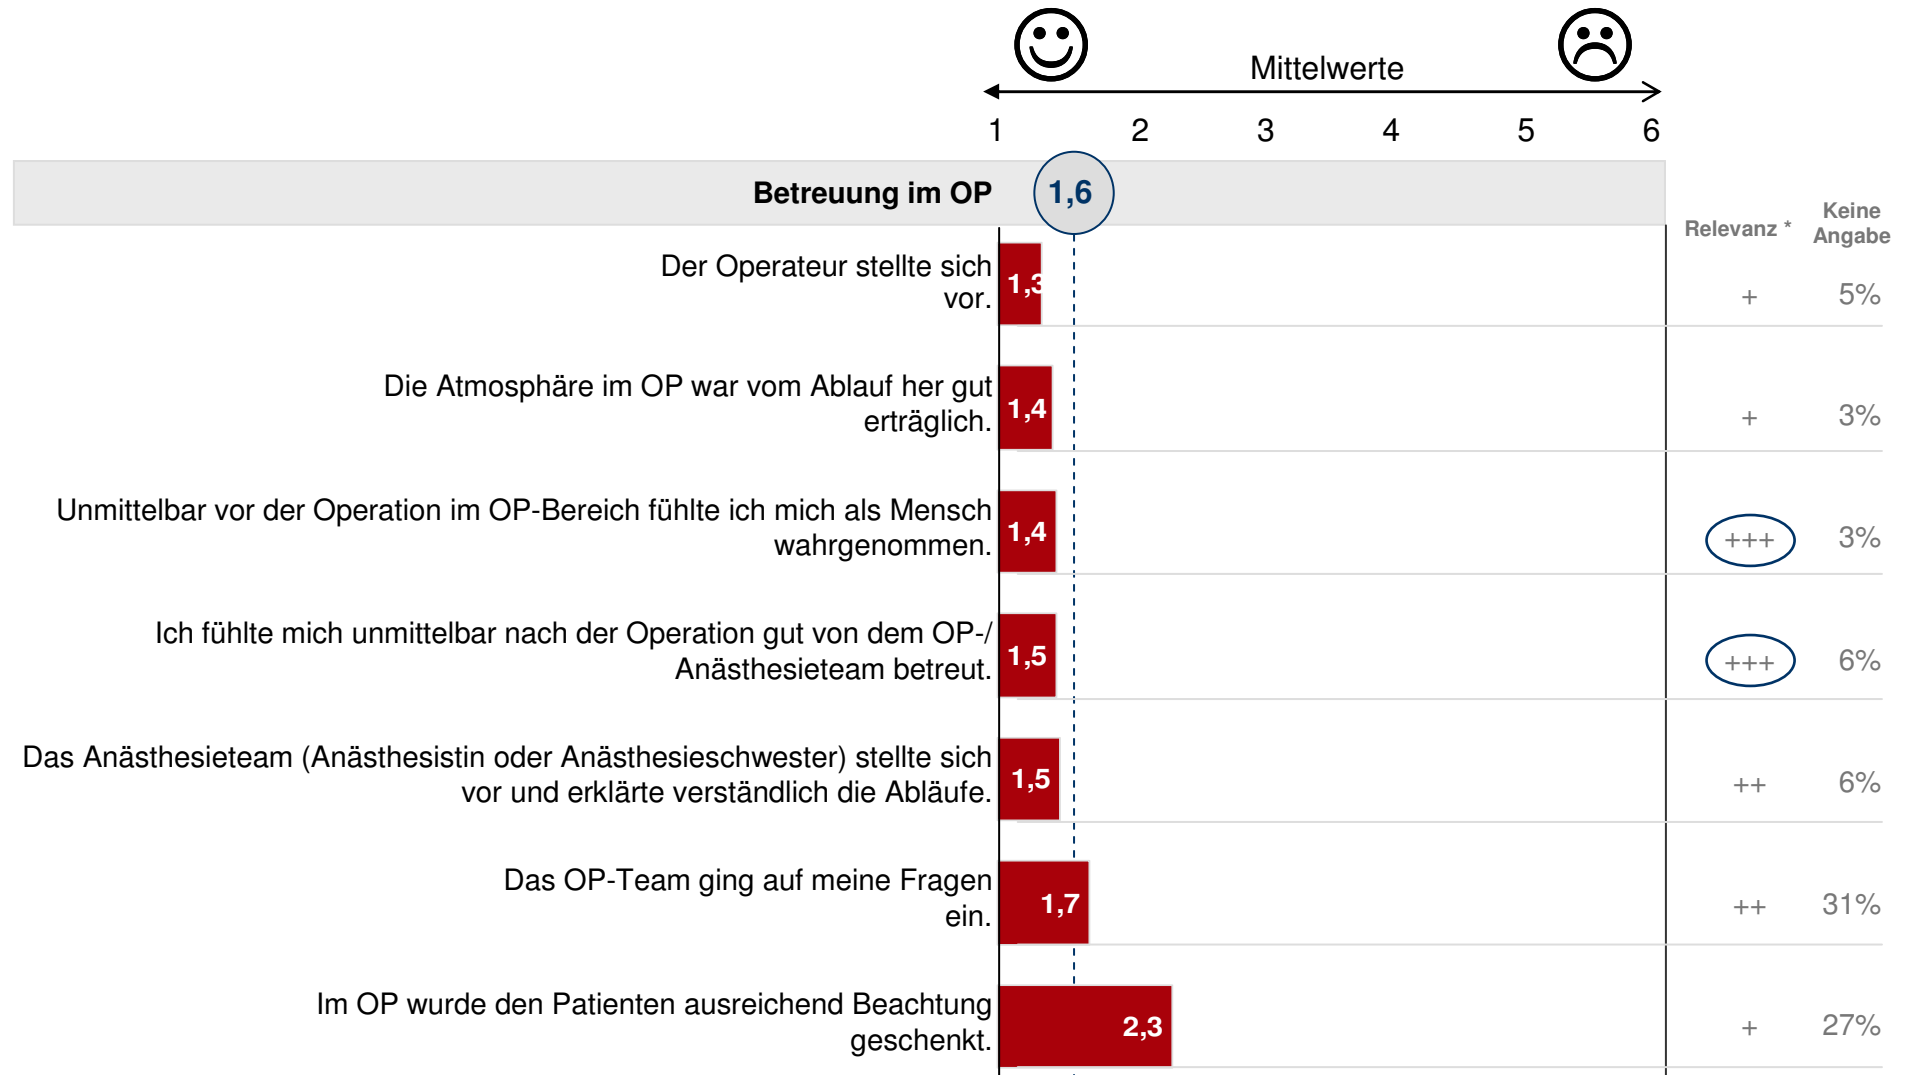 Mittelwerte
1 2 3 4 5 6
Betreuung im OP 1,6
Relevanz * Keine
Angabe
Der Operateur stellte sich
vor. 1,3 + 5%
Die Atmosphäre im OP war vom Ablauf her gut
erträglich. 1,4 + 3%
Unmittelbar vor der Operation im OP-Bereich fühlte ich mich als Mensch
wahrgenommen. 1,4 +++ 3%
Ich fühlte mich unmittelbar nach der Operation gut von dem OP-/
Anästhesieteam betreut. 1,5 +++ 6%
Das Anästhesieteam (Anästhesistin oder Anästhesieschwester) stellte sich
vor und erklärte verständlich die Abläufe. 1,5 ++ 6%
Das OP-Team ging auf meine Fragen
ein. 1,7 ++ 31%
Im OP wurde den Patienten ausreichend Beachtung
geschenkt. 2,3 + 27%